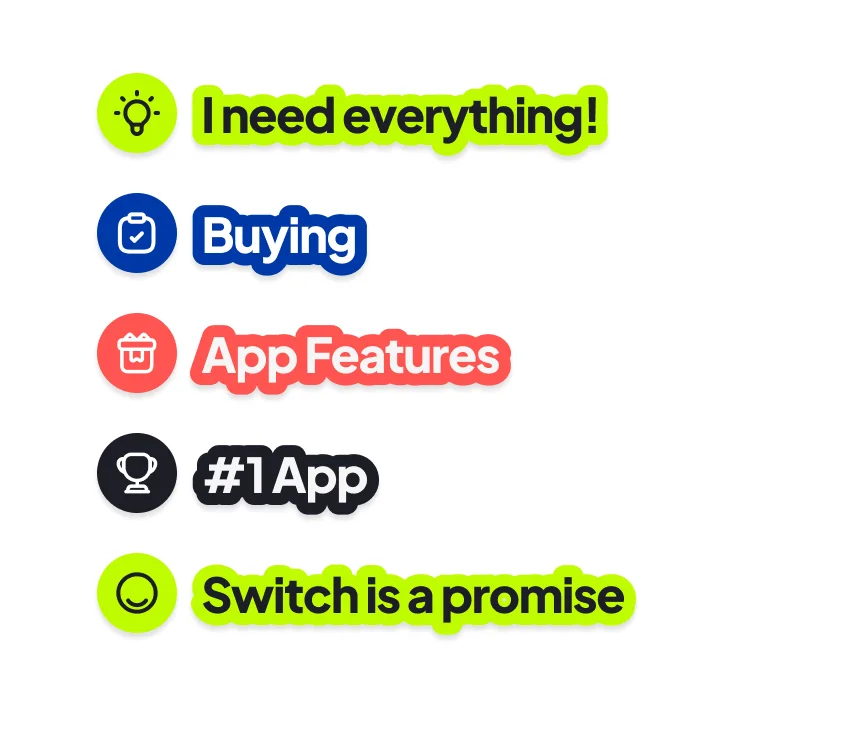 I need everything!
Buying
App Features
#1 App
Switch is a promise